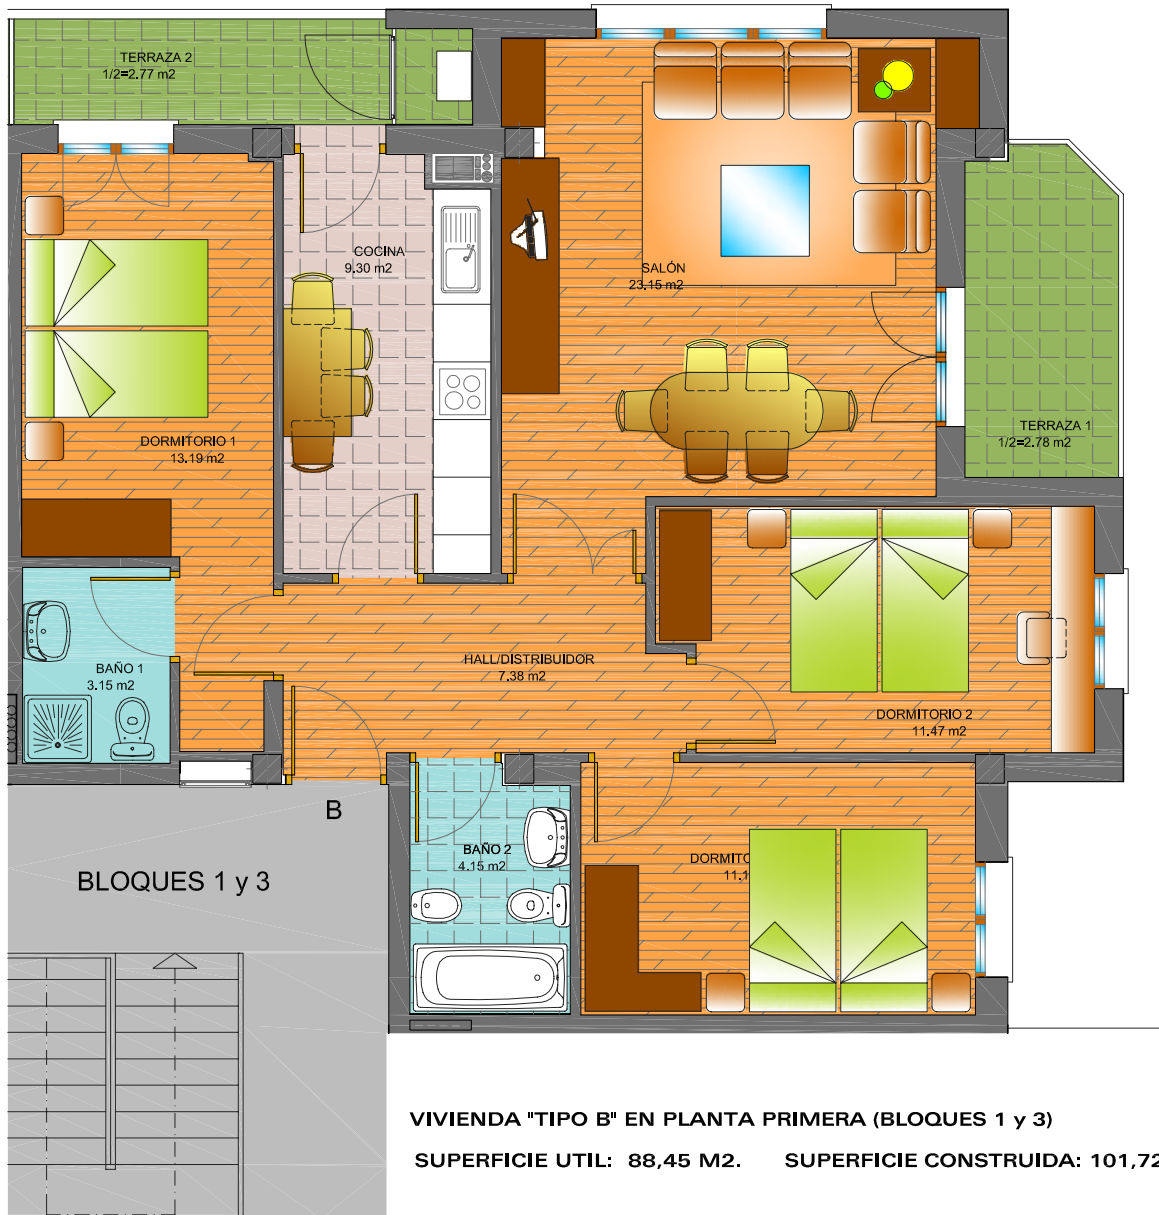 TERRAZA 2
1/2=2.77 m2
COCINA
9.30 m2
SALÓN
23.15 m2
DORMITORIO 1
13.19 m2
TERRAZA 1
1/2=2.78 m2
BAÑO 1
3.15 m2
HALL/DISTRIBUIDOR
7.38 m2
DORMITORIO 2
11.47 m2
B
BAÑO 2
4.15 m2
BLOQUES 1 y 3
VIVIENDA "TIPO B" EN PLANTA PRIMERA (BLOQUES 1 y 3)
SUPERFICIE UTIL: 88,45 M2. SUPERFICIE CONSTRUIDA: 101,72